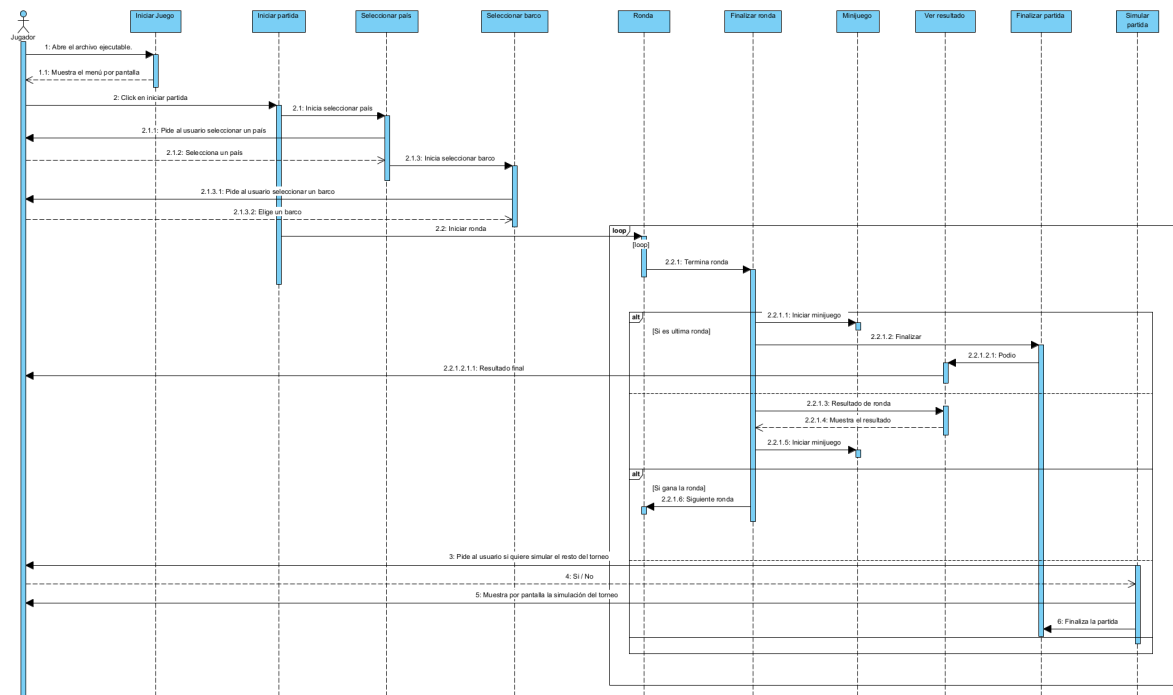 Iniciar Juego
Iniciar partida
Seleccionar país
Seleccionar barco
Ronda
Finalizar ronda
Minijuego
Ver resultado
Finalizar partida
Simular
partida
Jugador
1: Abre el archivo ejecutable.
1.1: Muestra el menú por pantalla
2: Click en iniciar partida
2.1: Inicia seleccionar país
2.1.1: Pide al usuario seleccionar un país
2.1.2: Selecciona un país
2.1.3: Inicia seleccionar barco
2.1.3.1: Pide al usuario seleccionar un barco
2.1.3.2: Elige un barco
2.2: Iniciar ronda
loop
[loop]
2.2.1: Termina ronda
alt
2.2.1.1: Iniciar minijuego
[Si es ultima ronda]
2.2.1.2: Finalizar
2.2.1.2.1: Podio
2.2.1.2.1.1: Resultado final
2.2.1.3: Resultado de ronda
2.2.1.4: Muestra el resultado
2.2.1.5: Iniciar minijuego
alt
[Si gana la ronda]
2.2.1.6: Siguiente ronda
3: Pide al usuario si quiere simular el resto del torneo
4: Si / No
5: Muestra por pantalla la simulación del torneo
6: Finaliza la partida